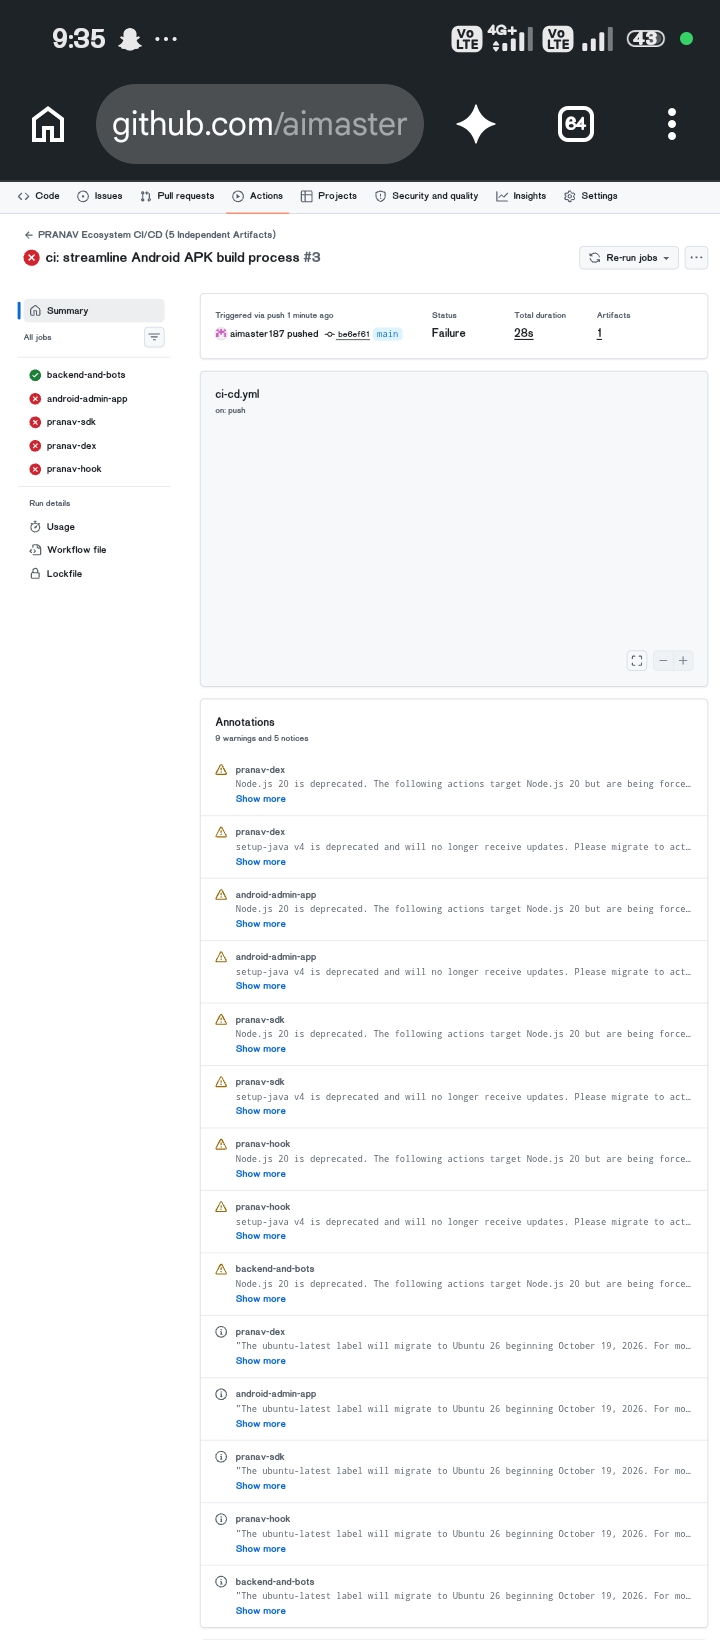 9:35
Vo LTE
4G+
Vo LTE
43
github.com/aimaster
64
Code
Issues
Pull requests
Actions
Projects
Security and quality
Insights
Settings
← PRANAV Ecosystem CI/CD (5 Independent Artifacts)
ci: streamline Android APK build process #3
Re-run jobs
Summary
All jobs
backend-and-bots
android-admin-app
pranav-sdk
pranav-dex
pranav-hook
Run details
Usage
Workflow file
Lockfile
Triggered via push 1 minute ago
aimaster187 pushed be6ef61 main
Status
Failure
Total duration
28s
Artifacts
1
ci-cd.yml
on: push
Annotations
9 warnings and 5 notices
pranav-dex
Node.js 20 is deprecated. The following actions target Node.js 20 but are being force…
Show more
pranav-dex
setup-java v4 is deprecated and will no longer receive updates. Please migrate to act…
Show more
android-admin-app
Node.js 20 is deprecated. The following actions target Node.js 20 but are being force…
Show more
android-admin-app
setup-java v4 is deprecated and will no longer receive updates. Please migrate to act…
Show more
pranav-sdk
Node.js 20 is deprecated. The following actions target Node.js 20 but are being force…
Show more
pranav-sdk
setup-java v4 is deprecated and will no longer receive updates. Please migrate to act…
Show more
pranav-hook
Node.js 20 is deprecated. The following actions target Node.js 20 but are being force…
Show more
pranav-hook
setup-java v4 is deprecated and will no longer receive updates. Please migrate to act…
Show more
backend-and-bots
Node.js 20 is deprecated. The following actions target Node.js 20 but are being force…
Show more
pranav-dex
"The ubuntu-latest label will migrate to Ubuntu 26 beginning October 19, 2026. For mo…
Show more
android-admin-app
"The ubuntu-latest label will migrate to Ubuntu 26 beginning October 19, 2026. For mo…
Show more
pranav-sdk
"The ubuntu-latest label will migrate to Ubuntu 26 beginning October 19, 2026. For mo…
Show more
pranav-hook
"The ubuntu-latest label will migrate to Ubuntu 26 beginning October 19, 2026. For mo…
Show more
backend-and-bots
"The ubuntu-latest label will migrate to Ubuntu 26 beginning October 19, 2026. For mo…
Show more